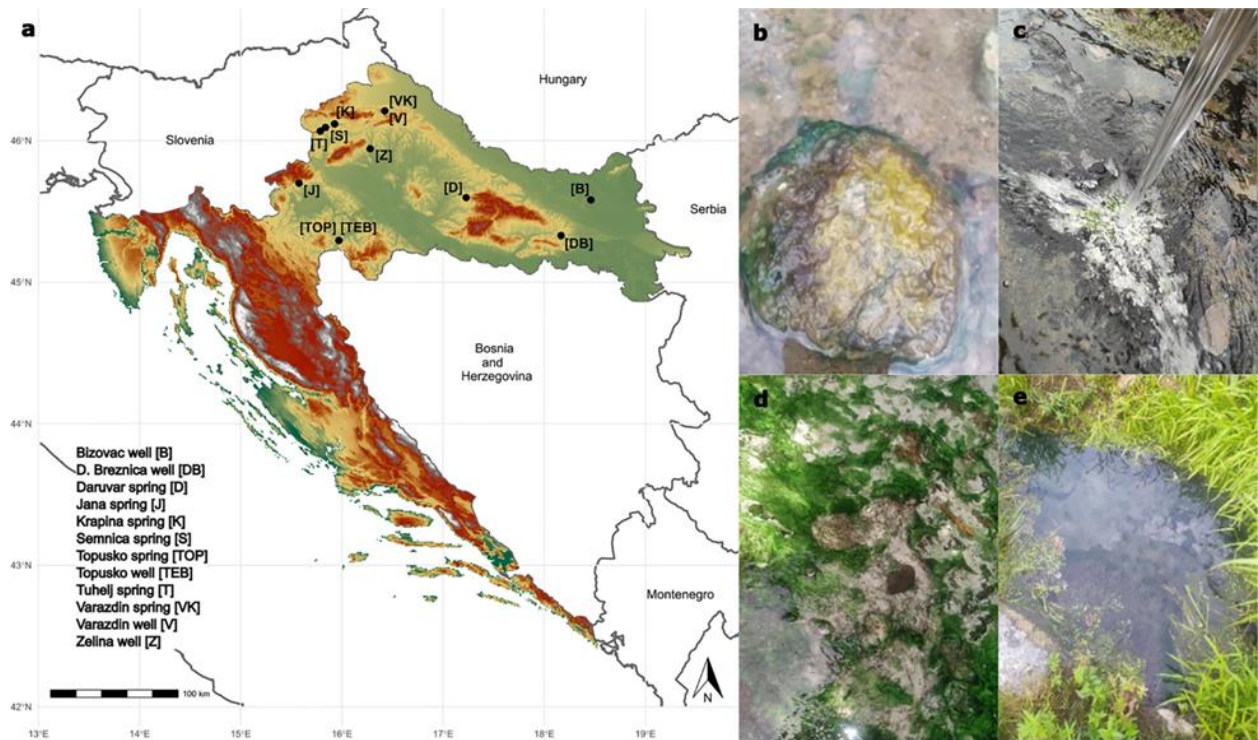 a
Hungary
Slovenia
[VK]
[K]
[V]
[S]
[T]
[Z]
[J]
[D]
[B]
Serbia
[TOP] [TEB]
[DB]
Bosnia
and
Herzegovina
Montenegro
46°N
45°N
44°N
43°N
42°N
Bizovac well [B]
D. Breznica well [DB]
Daruvar spring [D]
Jana spring [J]
Krapina spring [K]
Semnica spring [S]
Topusko spring [TOP]
Topusko well [TEB]
Tuhelj spring [T]
Varazdin spring [VK]
Varazdin well [V]
Zelina well [Z]
100 km
N
13°E 14°E 15°E 16°E 17°E 18°E 19°E
b
c
d
e